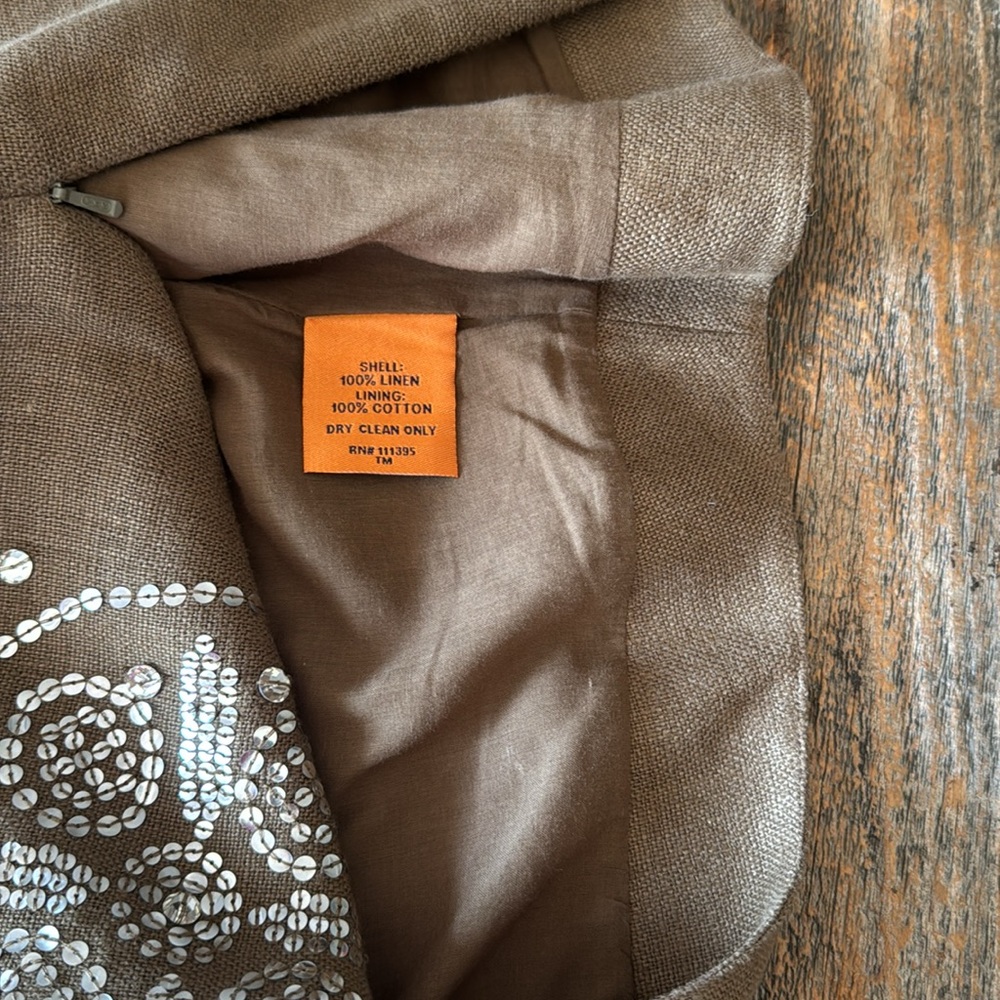 SHELL:
100% LINEN
LINING:
100% COTTON
DRY CLEAN ONLY
RN# 111395
TM